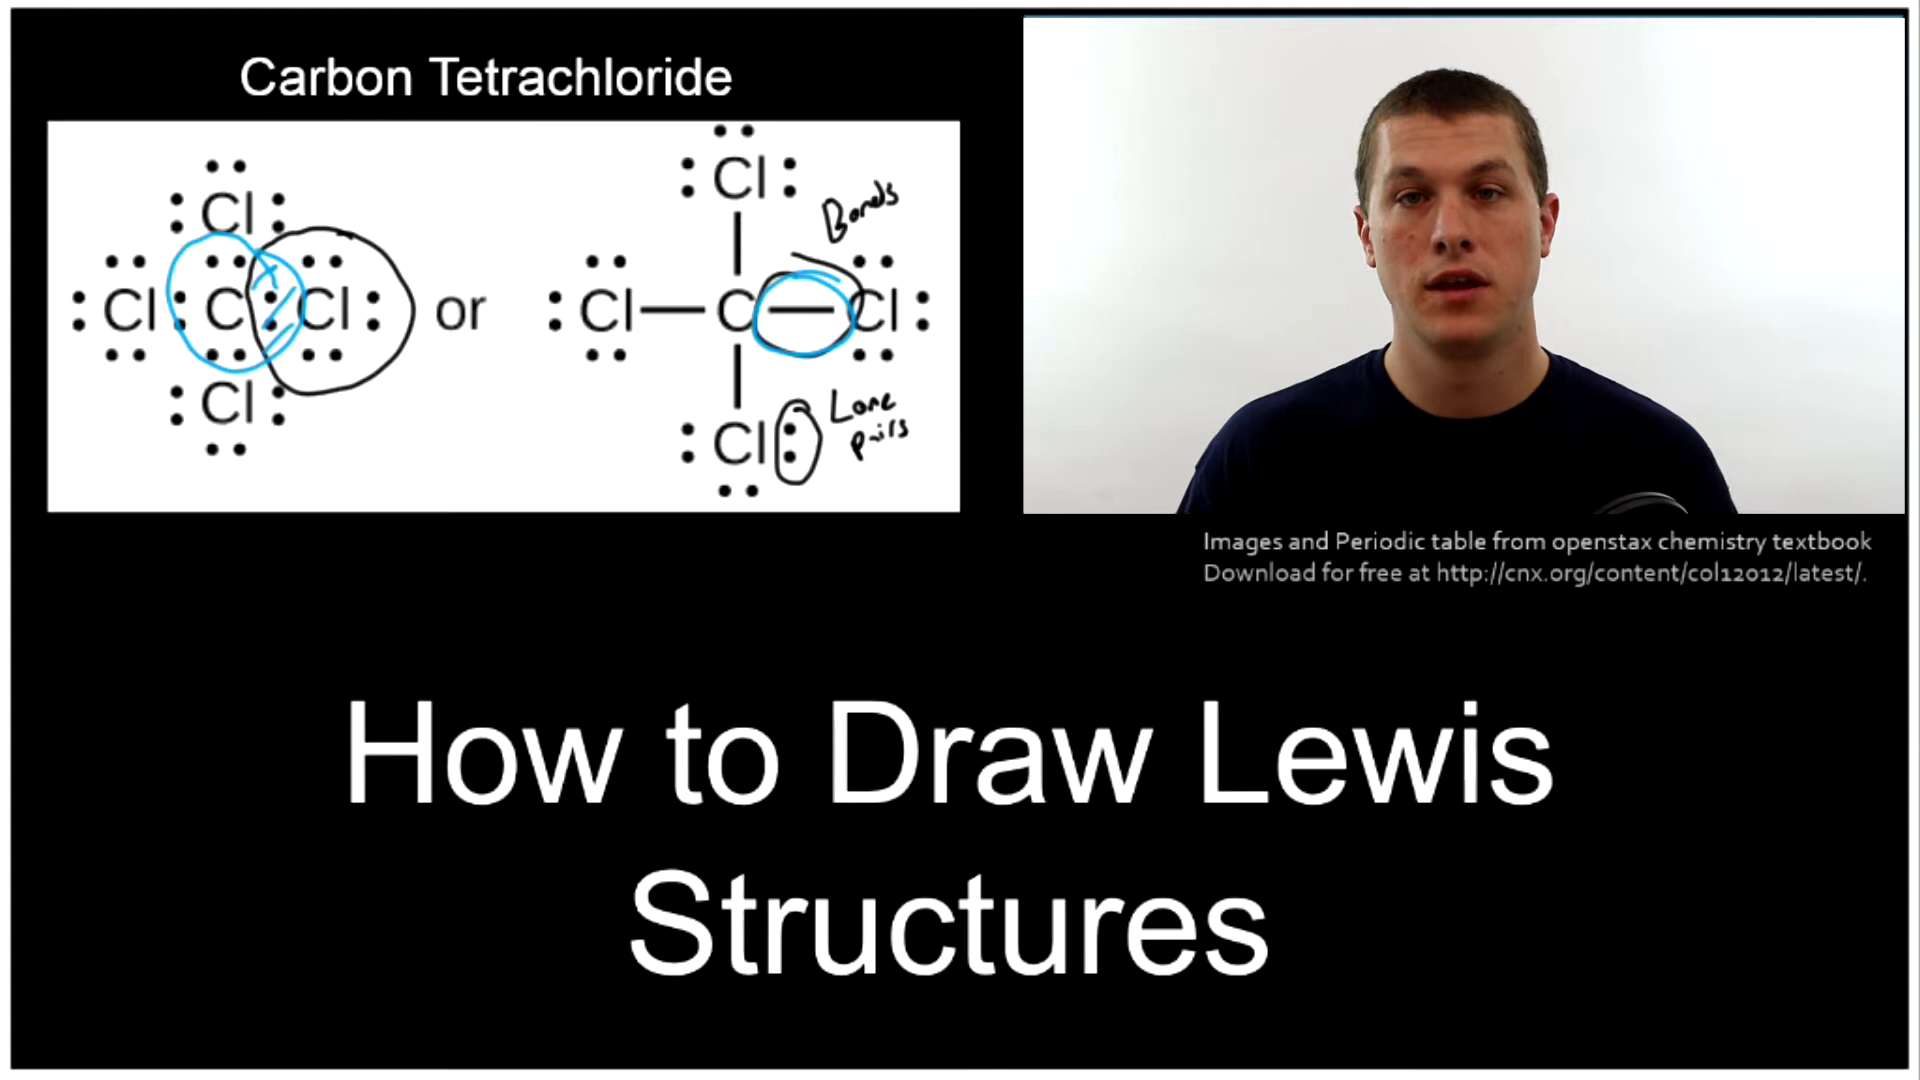 Carbon Tetrachloride
Cl
Cl C Cl
Cl
or
Cl
Cl C Cl
Cl
Bonds
Lone
pairs
Images and Periodic table from openstax chemistry textbook
Download for free at http://cnx.org/content/col12012/latest/.
How to Draw Lewis
Structures